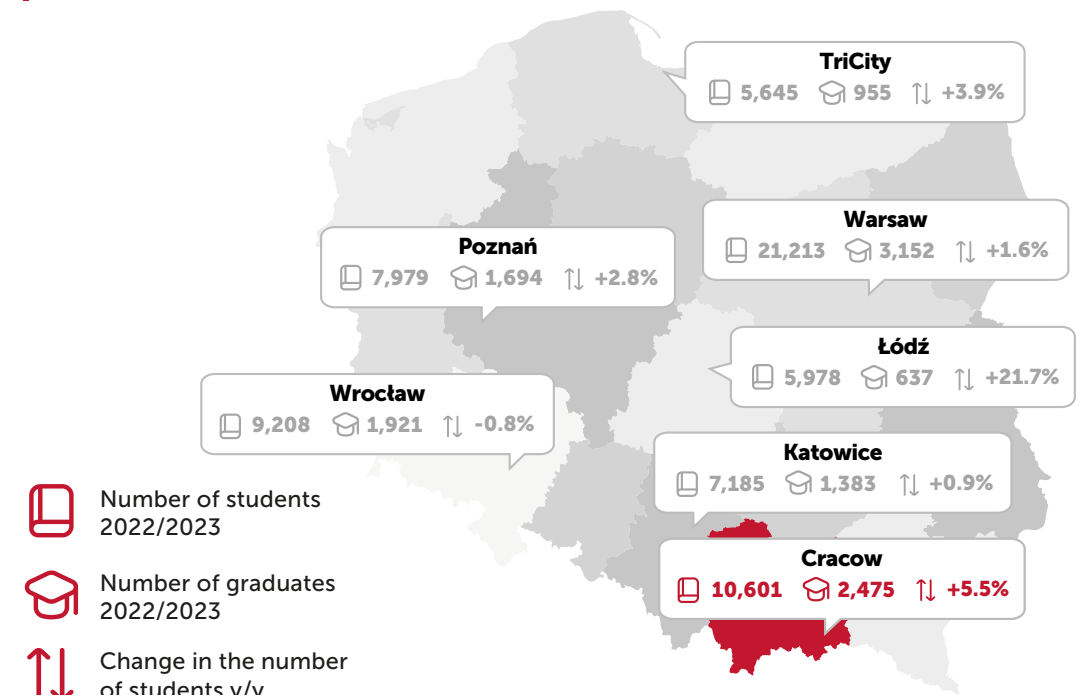 TriCity
5,645 955 +3.9%
Warsaw
21,213 3,152 +1.6%
Poznań
7,979 1,694 +2.8%
Łódź
5,978 637 +21.7%
Wrocław
9,208 1,921 -0.8%
Katowice
7,185 1,383 +0.9%
Cracow
10,601 2,475 +5.5%
Number of students
2022/2023
Number of graduates
2022/2023
Change in the number
of students y/y